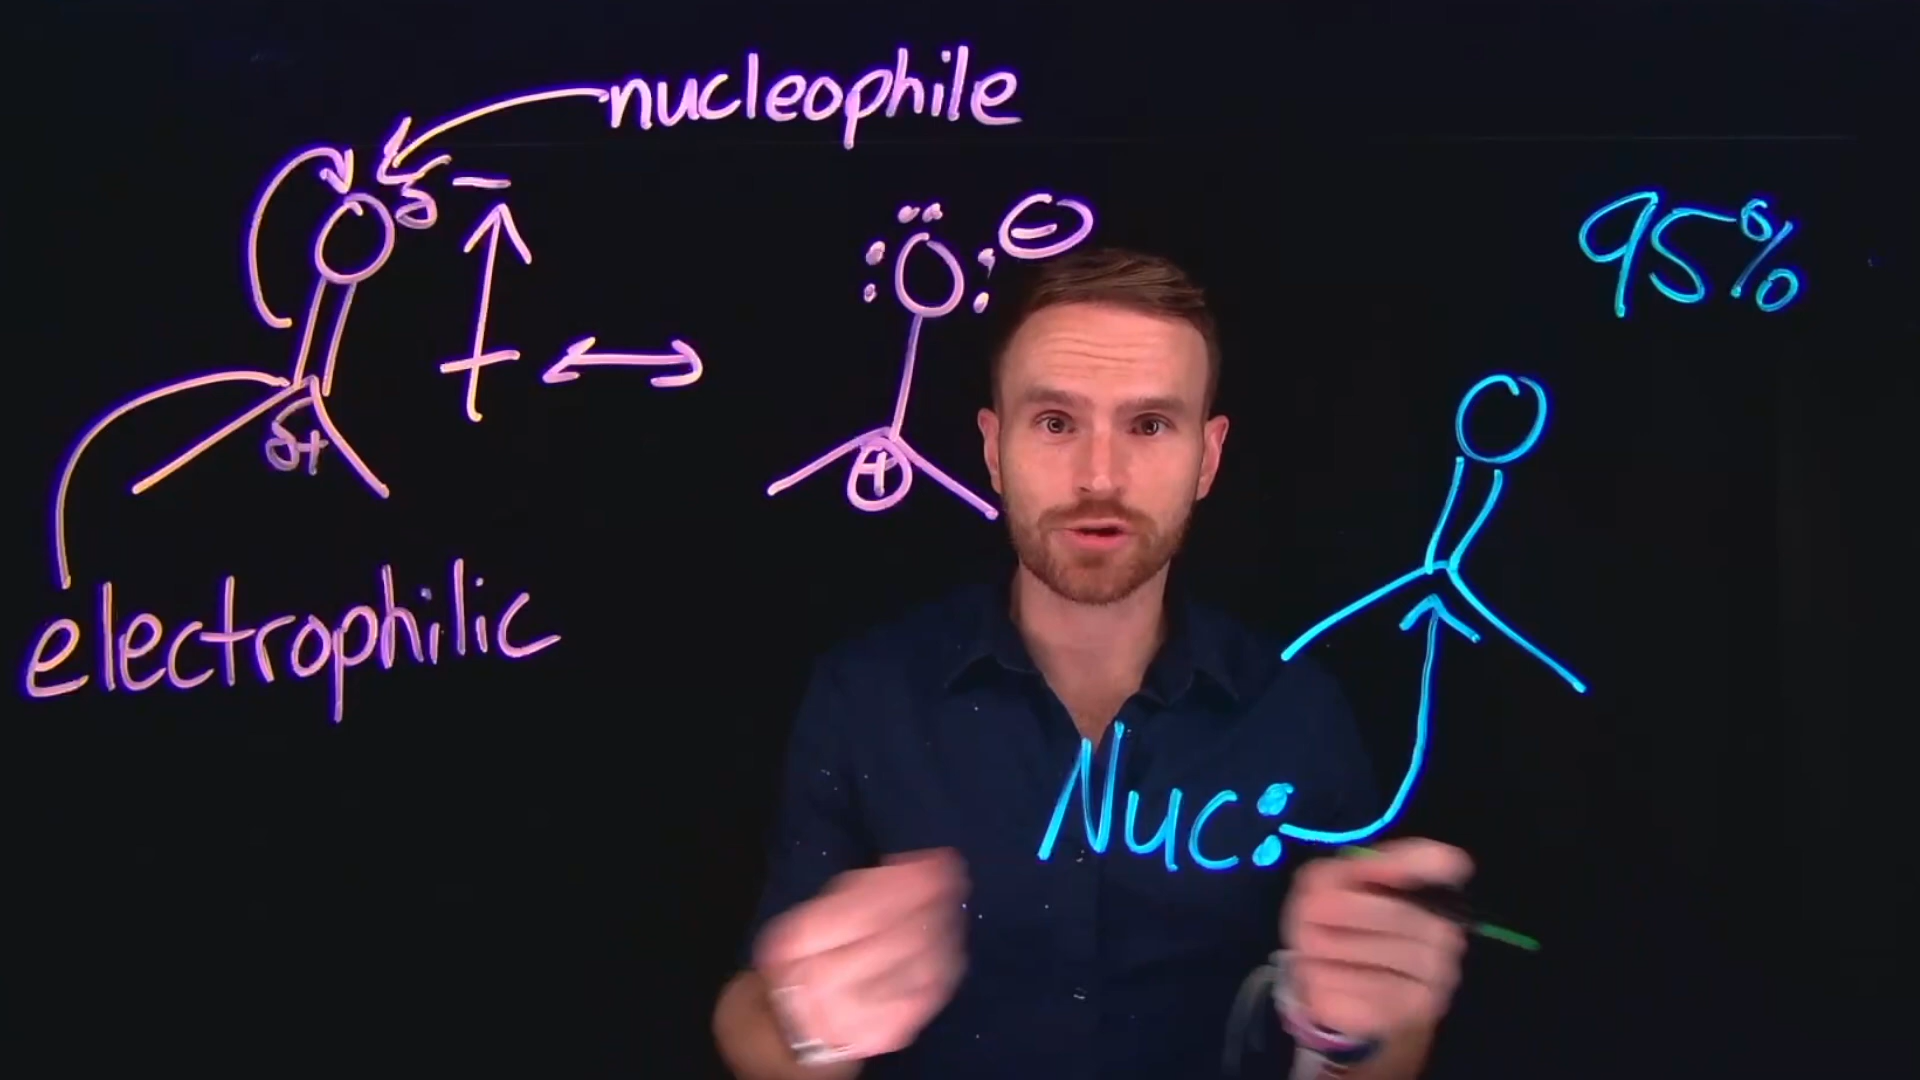 nucleophile
O δ −
:Ö: ⊖
95%
δ+
⊕
O
electrophilic
Nuc: